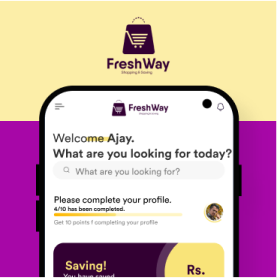 FreshWay
Shopping & Saving
FreshWay
Welcome Ajay.
What are you looking for today?
What are you looking for?
Please complete your profile.
4/10 has been completed.
Get 10 points 1 completing your profile
Saving!
You have saved
Rs.